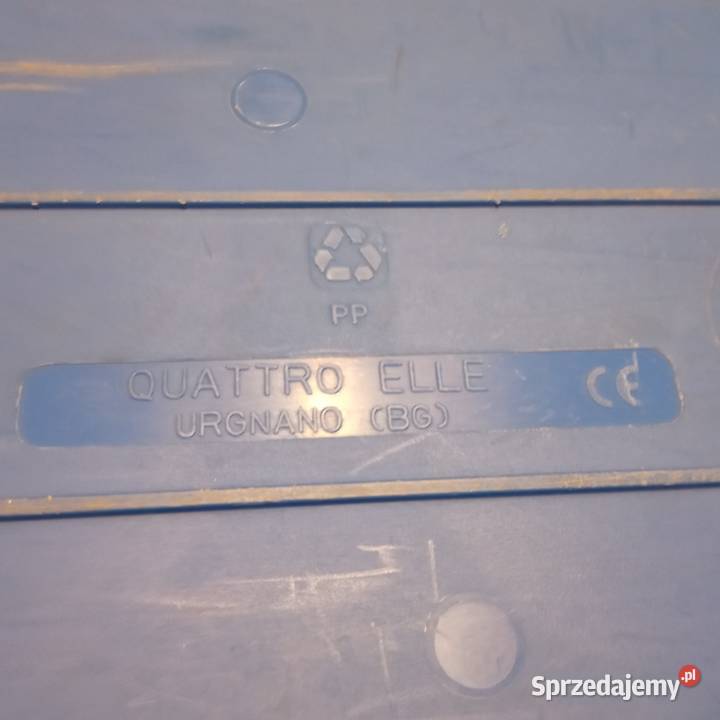 PP
QUATTRO ELLE
URGNANO (BG)
CE
Sprzedajemy.pl